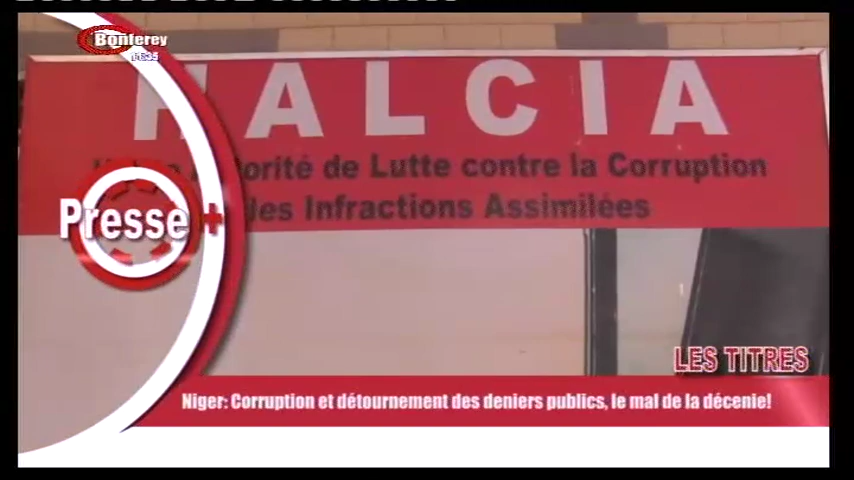 Bonferey
HALCIA
de Lutte contre la Corruption
des Infractions Assimilées
Presse +
LES TITRES
Niger: Corruption et détournement des deniers publics, le mal de la décenie!